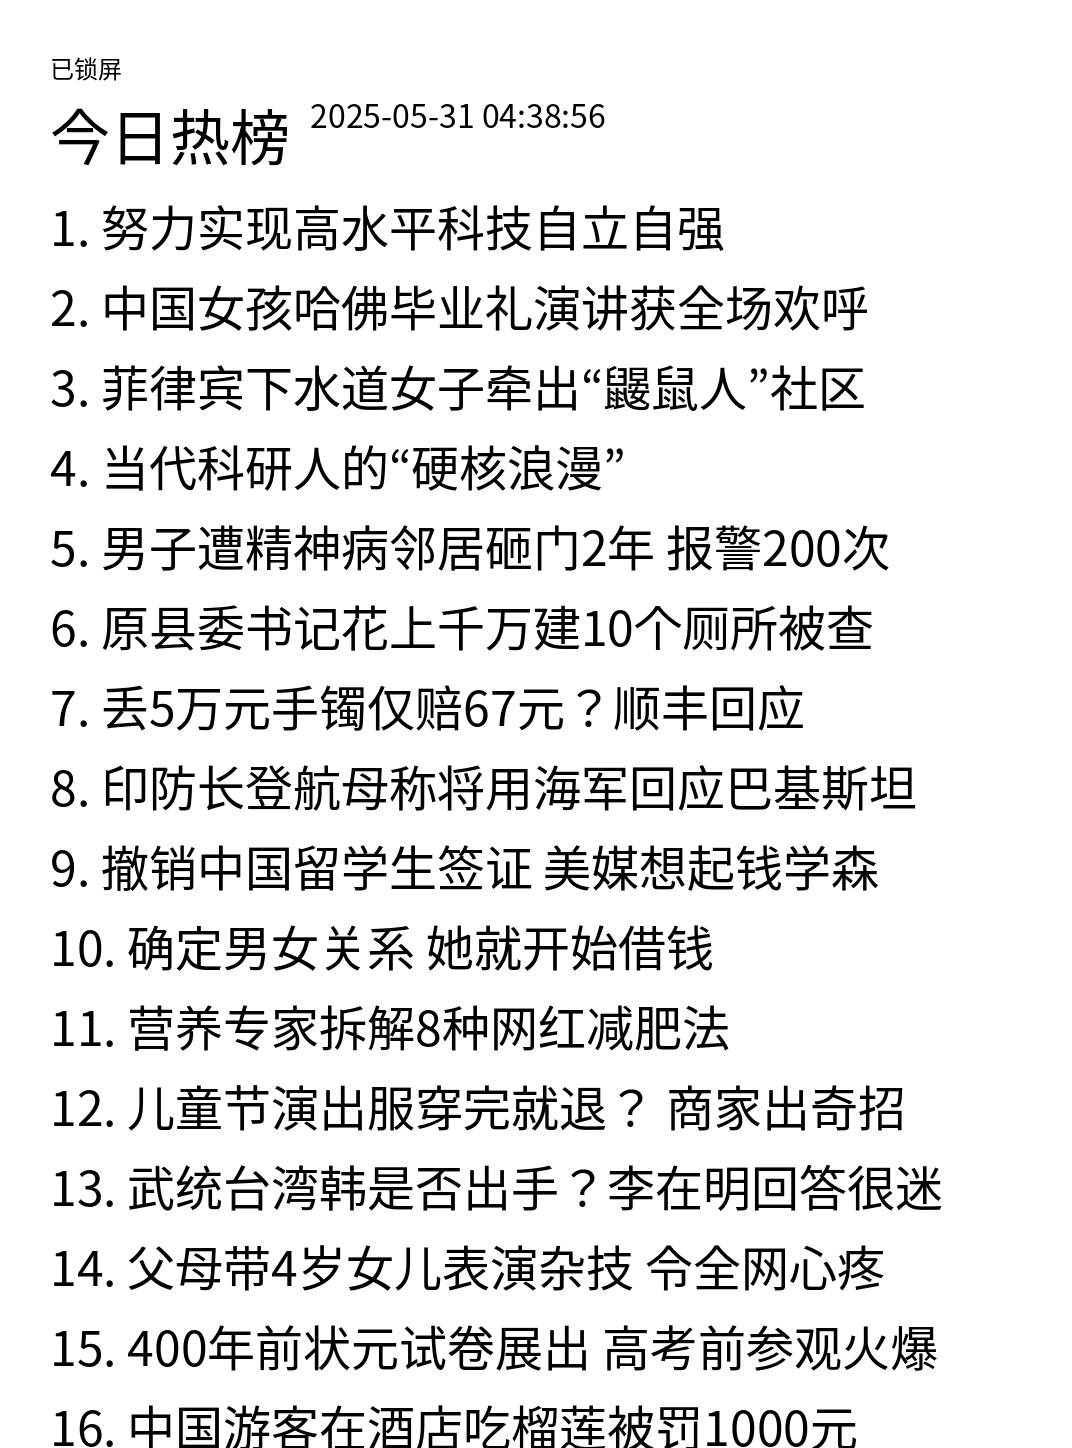 已锁屏
今日热榜 2025-05-31 04:38:56
1. 努力实现高水平科技自立自强
2. 中国女孩哈佛毕业礼演讲获全场欢呼
3. 菲律宾下水道女子牵出“鼹鼠人”社区
4. 当代科研人的“硬核浪漫”
5. 男子遭精神病邻居砸门2年 报警200次
6. 原县委书记花上千万建10个厕所被查
7. 丢5万元手镯仅赔67元？顺丰回应
8. 印防长登航母称将用海军回应巴基斯坦
9. 撤销中国留学生签证 美媒想起钱学森
10. 确定男女关系 她就开始借钱
11. 营养专家拆解8种网红减肥法
12. 儿童节演出服穿完就退？ 商家出奇招
13. 武统台湾韩是否出手？李在明回答很迷
14. 父母带4岁女儿表演杂技 令全网心疼
15. 400年前状元试卷展出 高考前参观火爆
16. 中国游客在酒店吃榴莲被罚1000元